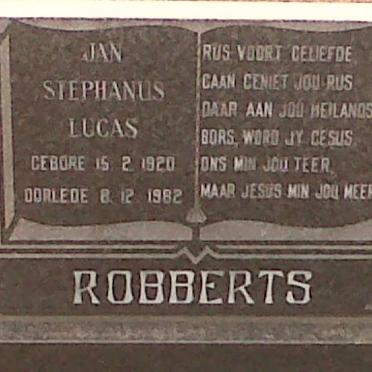 JAN
STEPHANUS
LUCAS
GEBORE 15. 2. 1920
OORLEDE 8. 12. 1982
RUS VOORT GELIEFDE,
GAAN GENIET JOU RUS
DAAR AAN JOU HEILANDS
BORS, WORD JY GESUS.
ONS MIN JOU TEER,
MAAR JESUS MIN JOU MEER
ROBBERTS